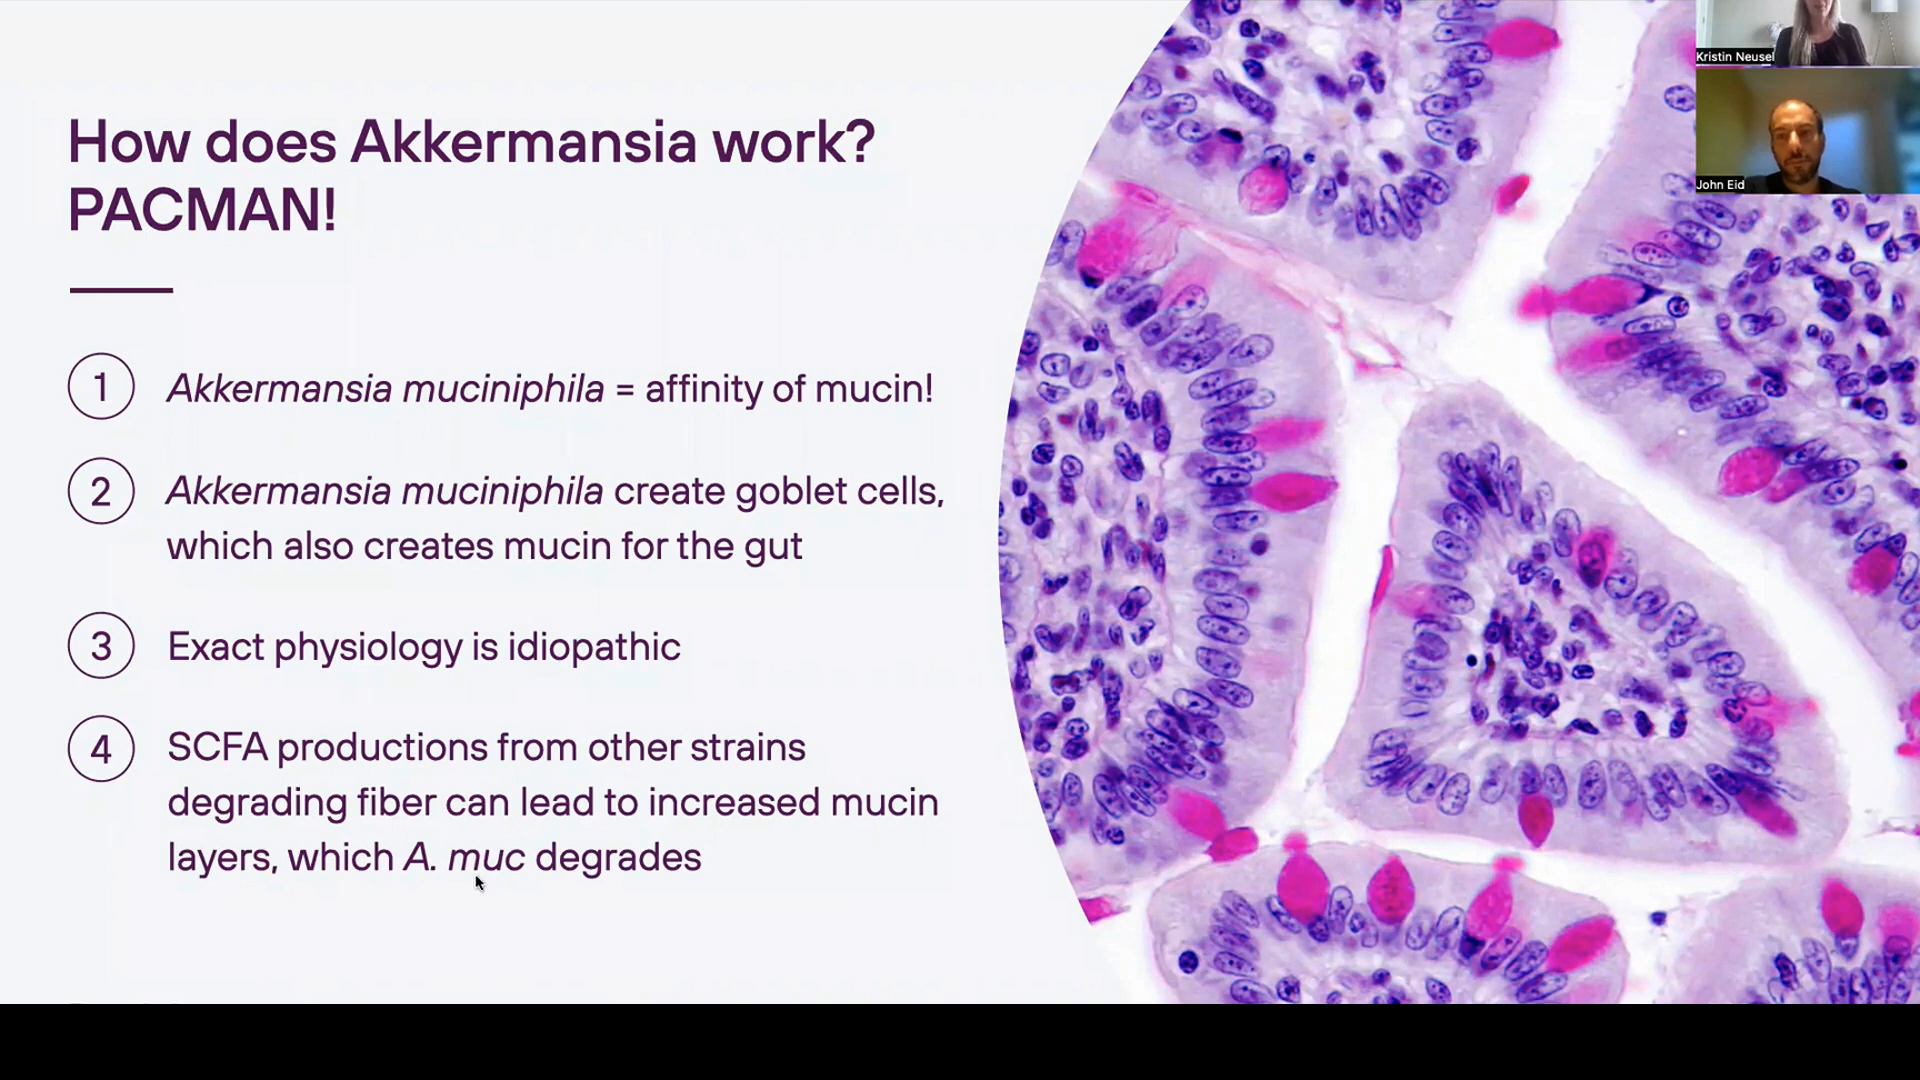 How does Akkermansia work?
PACMAN!
1 Akkermansia muciniphila = affinity of mucin!
2 Akkermansia muciniphila create goblet cells,
which also creates mucin for the gut
3 Exact physiology is idiopathic
4 SCFA productions from other strains
degrading fiber can lead to increased mucin
layers, which A. muc degrades
Kristin Neusel
John Eid